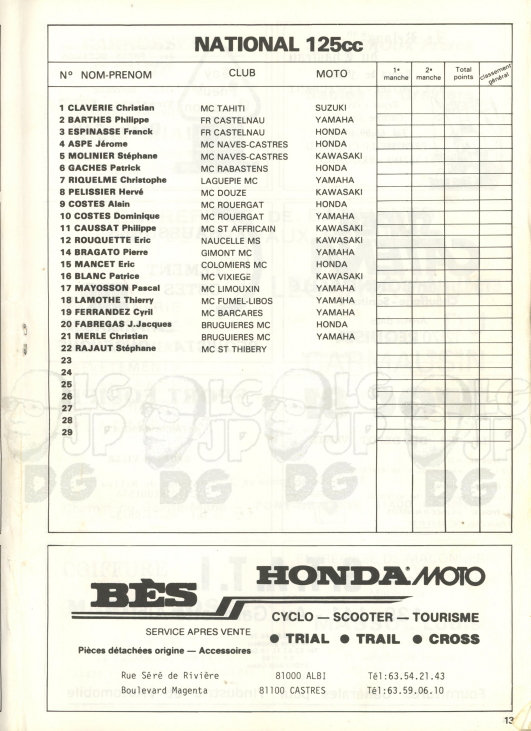 NATIONAL 125cc
N° NOM-PRENOM CLUB MOTO 1e manche 2e manche Total points classement général
1 CLAVERIE Christian MC TAHITI SUZUKI
2 BARTHES Philippe FR CASTELNAU YAMAHA
3 ESPINASSE Franck FR CASTELNAU HONDA
4 ASPE Jérome MC NAVES-CASTRES HONDA
5 MOLINIER Stéphane MC NAVES-CASTRES KAWASAKI
6 GACHES Patrick MC RABASTENS HONDA
7 RIQUELME Christophe LAGUEPIE MC YAMAHA
8 PELISSIER Hervé MC DOUZE KAWASAKI
9 COSTES Alain MC ROUERGAT HONDA
10 COSTES Dominique MC ROUERGAT YAMAHA
11 CAUSSAT Philippe MC ST AFFRICAIN KAWASAKI
12 ROUQUETTE Eric NAUCELLE MS KAWASAKI
14 BRAGATO Pierre GIMONT MC YAMAHA
15 MANCET Eric COLOMIERS MC HONDA
16 BLANC Patrice MC VIXIEGE KAWASAKI
17 MAYOSSON Pascal MC LIMOUXIN YAMAHA
18 LAMOTHE Thierry MC FUMEL-LIBOS YAMAHA
19 FERRANDEZ Cyril MC BARCARES YAMAHA
20 FABREGAS J.Jacques BRUGUIERES MC HONDA
21 MERLE Christian BRUGUIERES MC YAMAHA
22 RAJAUT Stéphane MC ST THIBERY
23
24
25
26
27
28
29
LG JP DG
BÈS HONDA MOTO
CYCLO — SCOOTER — TOURISME
SERVICE APRES VENTE
● TRIAL ● TRAIL ● CROSS
Pièces détachées origine — Accessoires
Rue Séré de Rivière 81000 ALBI Tél:63.54.21.43
Boulevard Magenta 81100 CASTRES Tél:63.59.06.10
13